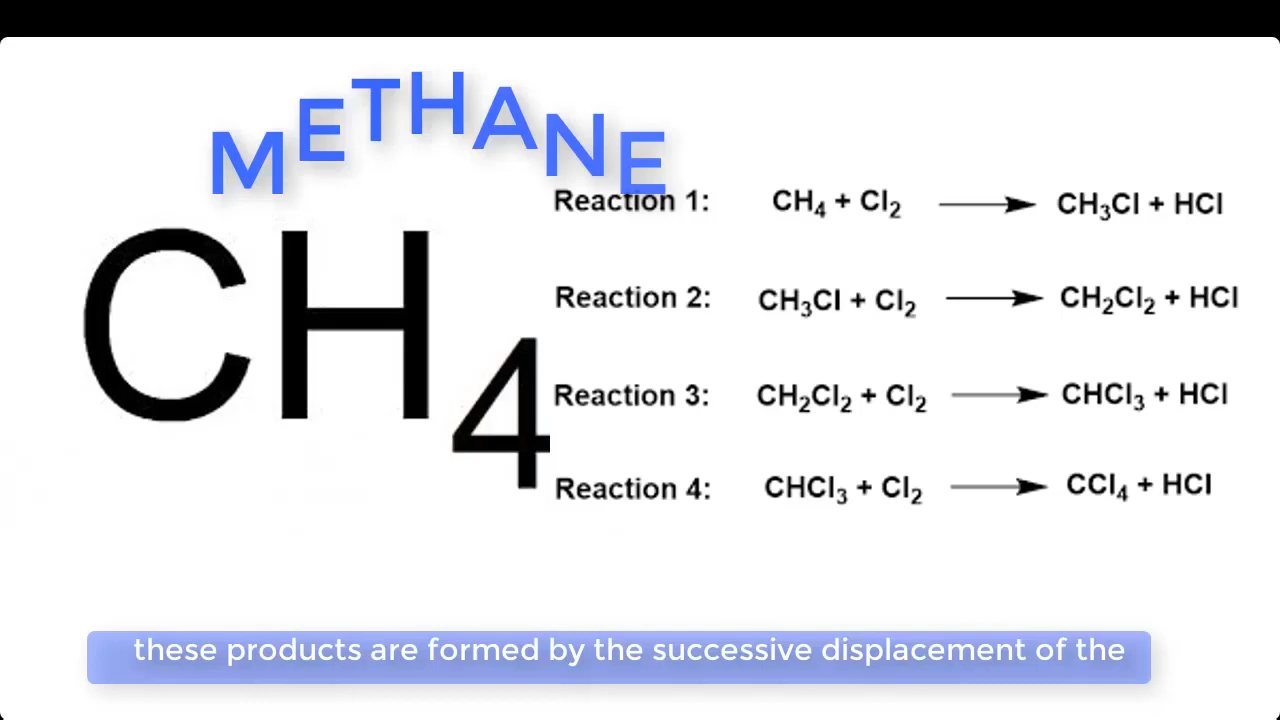 METHANE
CH₄
Reaction 1: CH₄ + Cl₂ ⟶ CH₃Cl + HCl
Reaction 2: CH₃Cl + Cl₂ ⟶ CH₂Cl₂ + HCl
Reaction 3: CH₂Cl₂ + Cl₂ ⟶ CHCl₃ + HCl
Reaction 4: CHCl₃ + Cl₂ ⟶ CCl₄ + HCl
these products are formed by the successive displacement of the